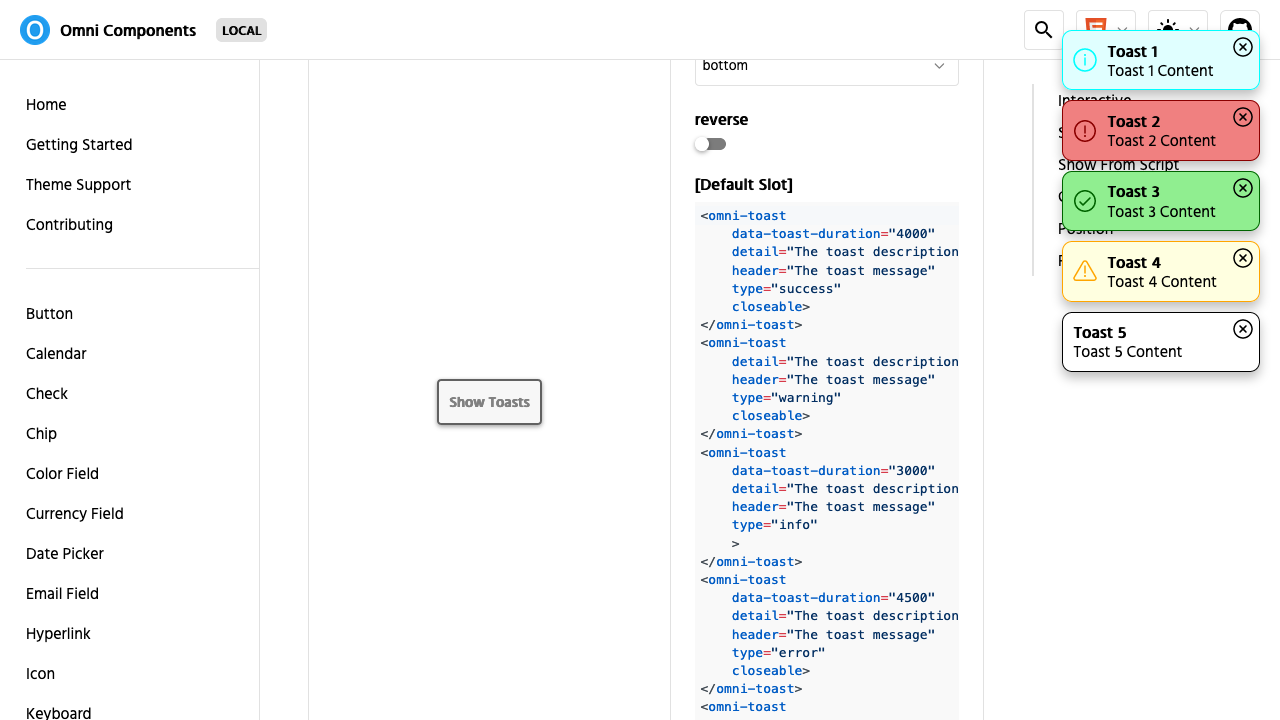 Omni Components
LOCAL
Home
Getting Started
Theme Support
Contributing
Button
Calendar
Check
Chip
Color Field
Currency Field
Date Picker
Email Field
Hyperlink
Icon
Keyboard
Show Toasts
bottom
reverse
[Default Slot]
<omni-toast
data-toast-duration="4000"
detail="The toast description
header="The toast message"
type="success"
closeable>
</omni-toast>
<omni-toast
detail="The toast description
header="The toast message"
type="warning"
closeable>
</omni-toast>
<omni-toast
data-toast-duration="3000"
detail="The toast description
header="The toast message"
type="info"
>
</omni-toast>
<omni-toast
data-toast-duration="4500"
detail="The toast description
header="The toast message"
type="error"
closeable>
</omni-toast>
<omni-toast
Interactive
Show From Script
Position
Toast 1
Toast 1 Content
Toast 2
Toast 2 Content
Toast 3
Toast 3 Content
Toast 4
Toast 4 Content
Toast 5
Toast 5 Content